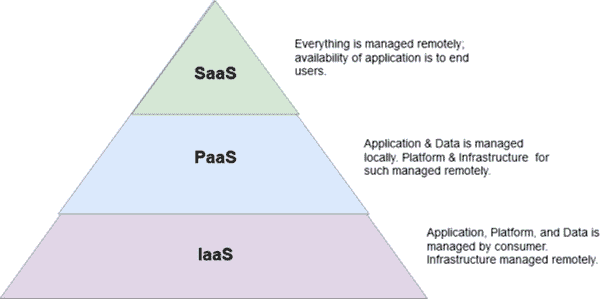 SaaS
Everything is managed remotely;
availability of application is to end
users.
PaaS
Application & Data is managed
locally. Platform & Infrastructure for
such managed remotely.
IaaS
Application, Platform, and Data is
managed by consumer.
Infrastructure managed remotely.